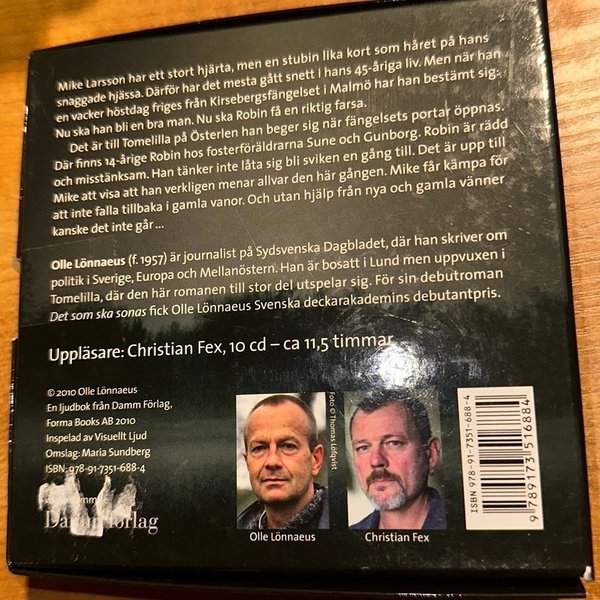 Mike Larsson har ett stort hjärta, men en stubin lika kort som håret på hans
snaggade hjässa. Därför har det mesta gått snett i hans 45-åriga liv. Men när han
en vacker höstdag friges från Kirsebergsfängelset i Malmö har han bestämt sig:
Nu ska han bli en bra man. Nu ska Robin få en riktig farsa.
Det är till Tomelilla på Österlen han beger sig när fängelsets portar öppnas.
Där finns 14-årige Robin hos fosterföräldrarna Sune och Gunborg. Robin är rädd
och misstänksam. Han tänker inte låta sig bli sviken en gång till. Det är upp till
Mike att visa att han verkligen menar allvar den här gången. Mike får kämpa för
att inte falla tillbaka i gamla vanor. Och utan hjälp från nya och gamla vänner
kanske det inte går ...
Olle Lönnaeus (f. 1957) är journalist på Sydsvenska Dagbladet, där han skriver om
politik i Sverige, Europa och Mellanöstern. Han är bosatt i Lund men uppvuxen i
Tomelilla, där den här romanen till stor del utspelar sig. För sin debutroman
Det som ska sonas fick Olle Lönnaeus Svenska deckarakademins debutantpris.
Uppläsare: Christian Fex, 10 cd – ca 11,5 timmar
© 2010 Olle Lönnaeus
En ljudbok från Damm Förlag,
Forma Books AB 2010
Inspelad av Visuellt Ljud
Omslag: Maria Sundberg
ISBN: 978-91-7351-688-4
Damm Förlag
Foto © Thomas Löfqvist
Olle Lönnaeus
Christian Fex
ISBN 978-91-7351-688-4
9 789173 516884